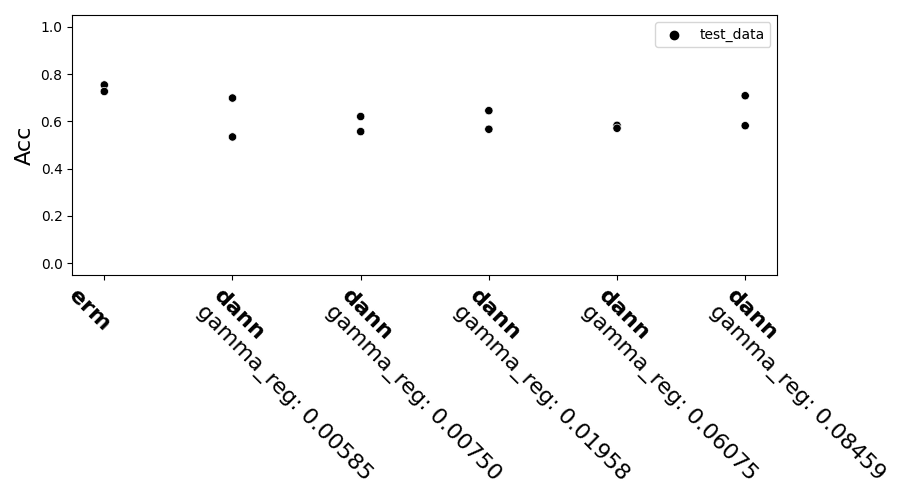 1.0
0.8
0.6
0.4
0.2
0.0
Acc
test_data
erm
dann
gamma_reg: 0.00585
dann
gamma_reg: 0.00750
dann
gamma_reg: 0.01958
dann
gamma_reg: 0.06075
dann
gamma_reg: 0.08459